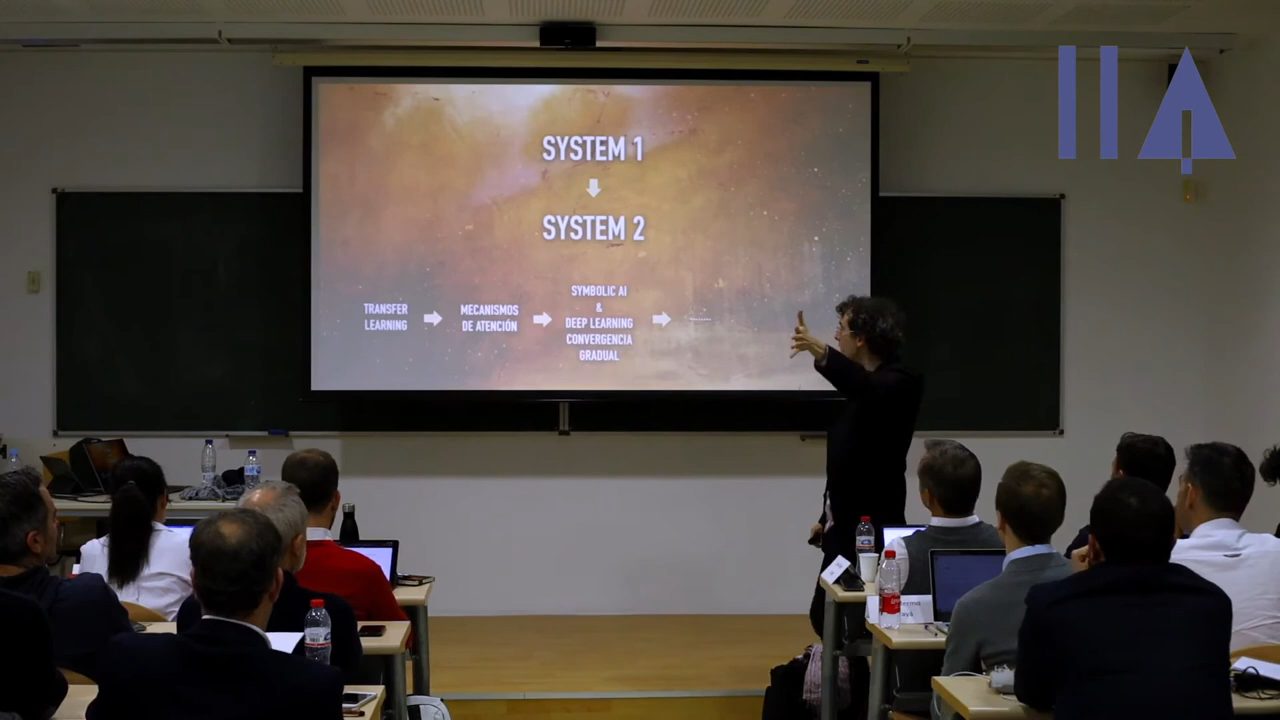 SYSTEM 1
SYSTEM 2
TRANSFER
LEARNING
MECANISMOS
DE ATENCIÓN
SYMBOLIC AI
&
DEEP LEARNING
CONVERGENCIA
GRADUAL
........